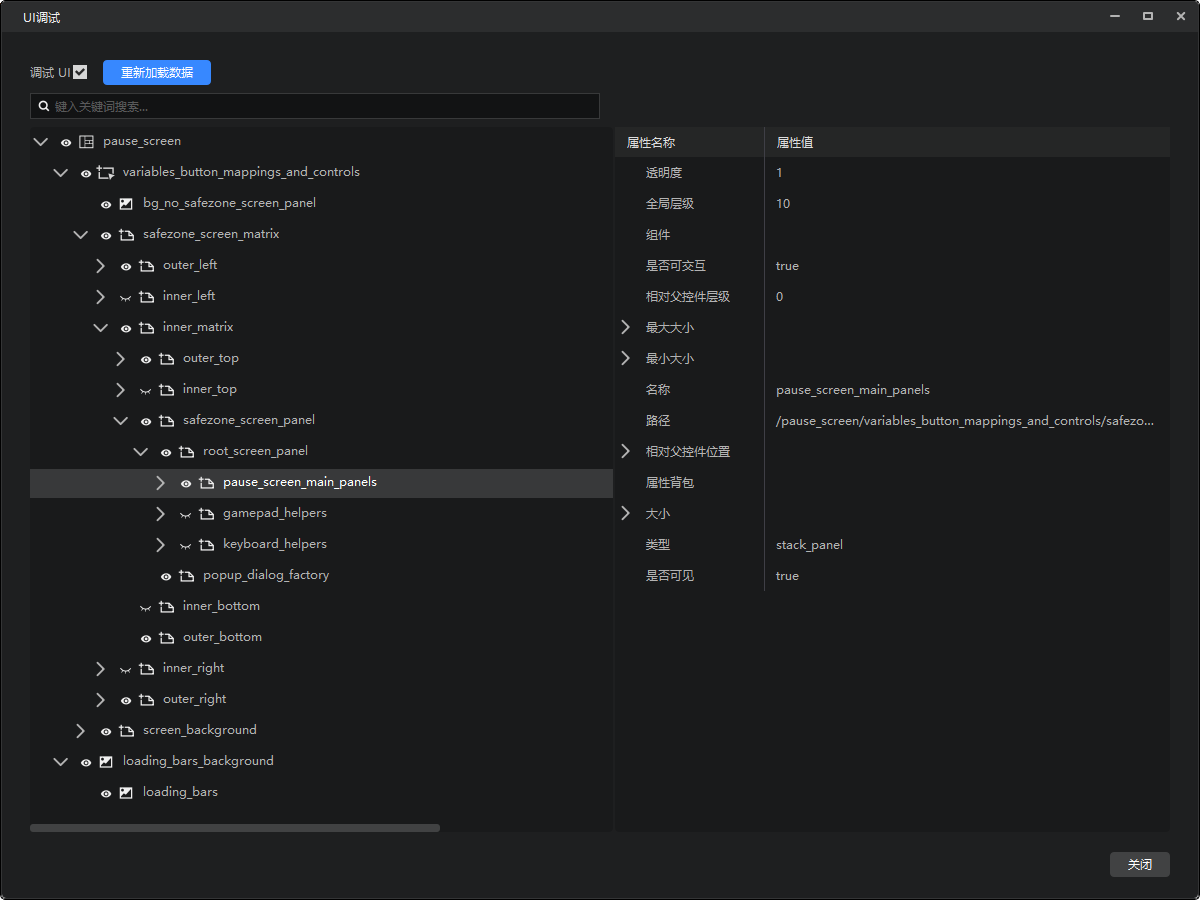 UI调试
调试 UI
重新加载数据
键入关键词搜索...
pause_screen
variables_button_mappings_and_controls
bg_no_safezone_screen_panel
safezone_screen_matrix
outer_left
inner_left
inner_matrix
outer_top
inner_top
safezone_screen_panel
root_screen_panel
pause_screen_main_panels
gamepad_helpers
keyboard_helpers
popup_dialog_factory
inner_bottom
outer_bottom
inner_right
outer_right
screen_background
loading_bars_background
loading_bars
属性名称 属性值
透明度 1
全局层级 10
组件
是否可交互 true
相对父控件层级 0
最大大小
最小大小
名称 pause_screen_main_panels
路径 /pause_screen/variables_button_mappings_and_controls/safezo...
相对父控件位置
属性背包
大小
类型 stack_panel
是否可见 true
关闭